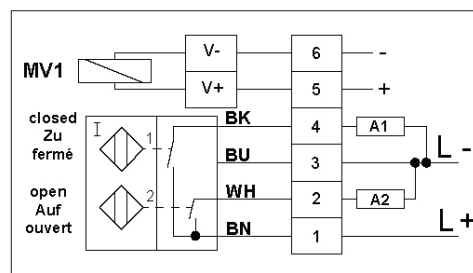 MV1
V- 6 -
V+ 5 +
closed
Zu
fermé
I 1 BK 4 A1
BU 3 L -
open
Auf
ouvert
2 WH 2 A2
BN 1 L+